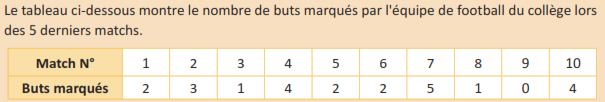 Le tableau ci-dessous montre le nombre de buts marqués par l'équipe de football du collège lors
des 5 derniers matchs.
Match N° 1 2 3 4 5 6 7 8 9 10
Buts marqués 2 3 1 4 2 2 5 1 0 4